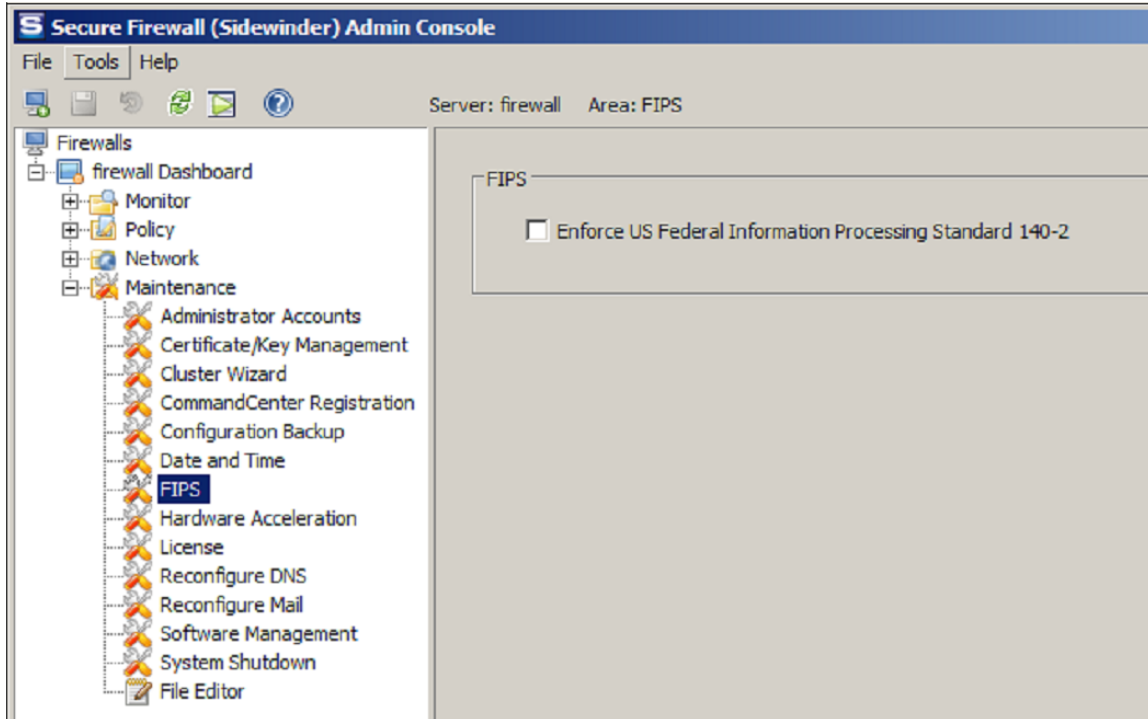 Secure Firewall (Sidewinder) Admin Console
File Tools Help
Server: firewall Area: FIPS
Firewalls
firewall Dashboard
Monitor
Policy
Network
Maintenance
Administrator Accounts
Certificate/Key Management
Cluster Wizard
CommandCenter Registration
Configuration Backup
Date and Time
FIPS
Hardware Acceleration
License
Reconfigure DNS
Reconfigure Mail
Software Management
System Shutdown
File Editor
FIPS
Enforce US Federal Information Processing Standard 140-2